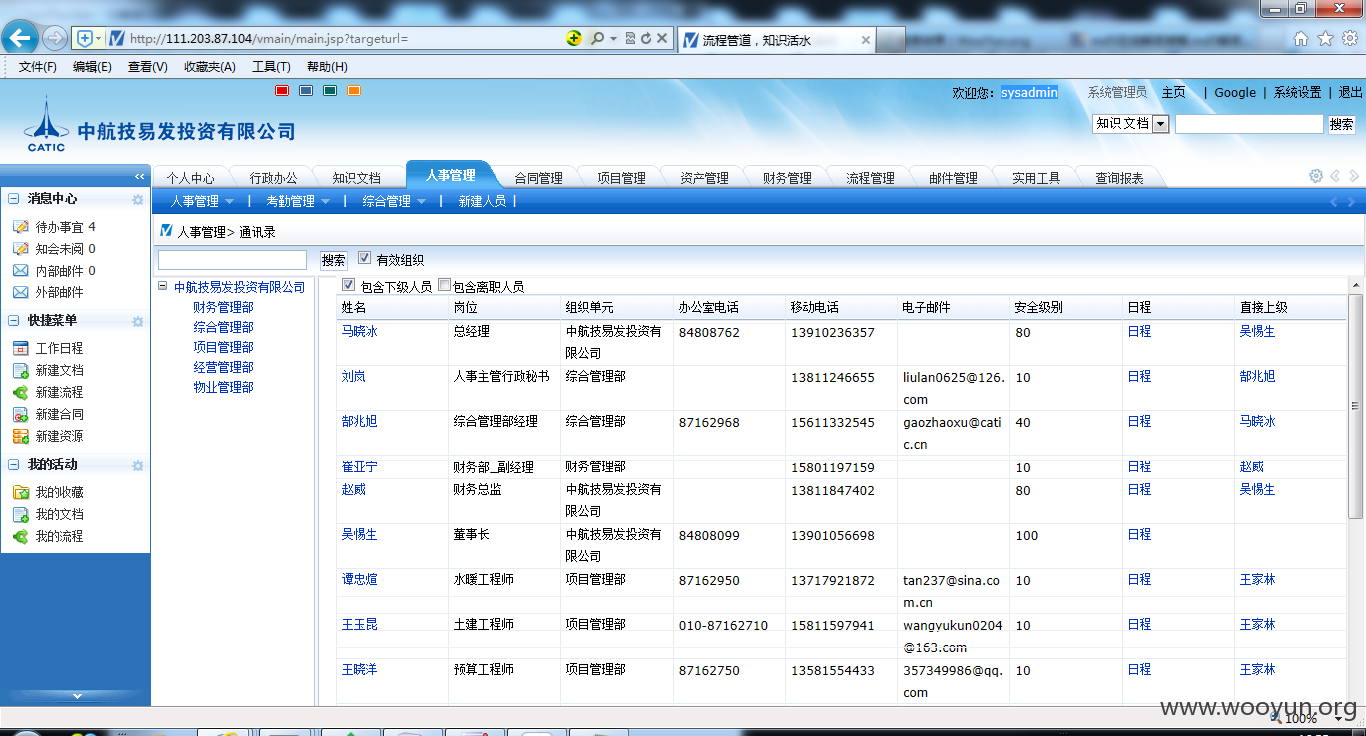 http://111.203.87.104/vmain/main.jsp?targeturl=
流程管道，知识活水
文件(F) 编辑(E) 查看(V) 收藏夹(A) 工具(T) 帮助(H)
欢迎您: sysadmin 系统管理员 主页 | Google | 系统设置 | 退出
CATIC
中航技易发投资有限公司
知识文档 搜索
个人中心 行政办公 知识文档 人事管理 合同管理 项目管理 资产管理 财务管理 流程管理 邮件管理 实用工具 查询报表
人事管理 | 考勤管理 | 综合管理 | 新建人员 |
消息中心
待办事宜 4
知会未阅 0
内部邮件 0
外部邮件
快捷菜单
工作日程
新建文档
新建流程
新建合同
新建资源
我的活动
我的收藏
我的文档
我的流程
人事管理> 通讯录
搜索 有效组织
中航技易发投资有限公司
财务管理部
综合管理部
项目管理部
经营管理部
物业管理部
包含下级人员 包含离职人员
姓名 岗位 组织单元 办公室电话 移动电话 电子邮件 安全级别 日程 直接上级
马晓冰 总经理 中航技易发投资有 84808762 13910236357 80 日程 吴惕生
限公司
刘岚 人事主管行政秘书 综合管理部 13811246655 liulan0625@126. 10 日程 郜兆旭
com
郜兆旭 综合管理部经理 综合管理部 87162968 15611332545 gaozhaoxu@cati 40 日程 马晓冰
c.cn
崔亚宁 财务部_副经理 财务管理部 15801197159 10 日程 赵威
赵威 财务总监 中航技易发投资有 13811847402 80 日程 吴惕生
限公司
吴惕生 董事长 中航技易发投资有 84808099 13901056698 100 日程
限公司
谭忠煊 水暖工程师 项目管理部 87162950 13717921872 tan237@sina.co 10 日程 王家林
m.cn
王玉昆 土建工程师 项目管理部 010-87162710 15811597941 wangyukun0204 10 日程 王家林
@163.com
王晓洋 预算工程师 项目管理部 87162750 13581554433 357349986@qq. 10 日程 王家林
com
www.wooyun.org
100%